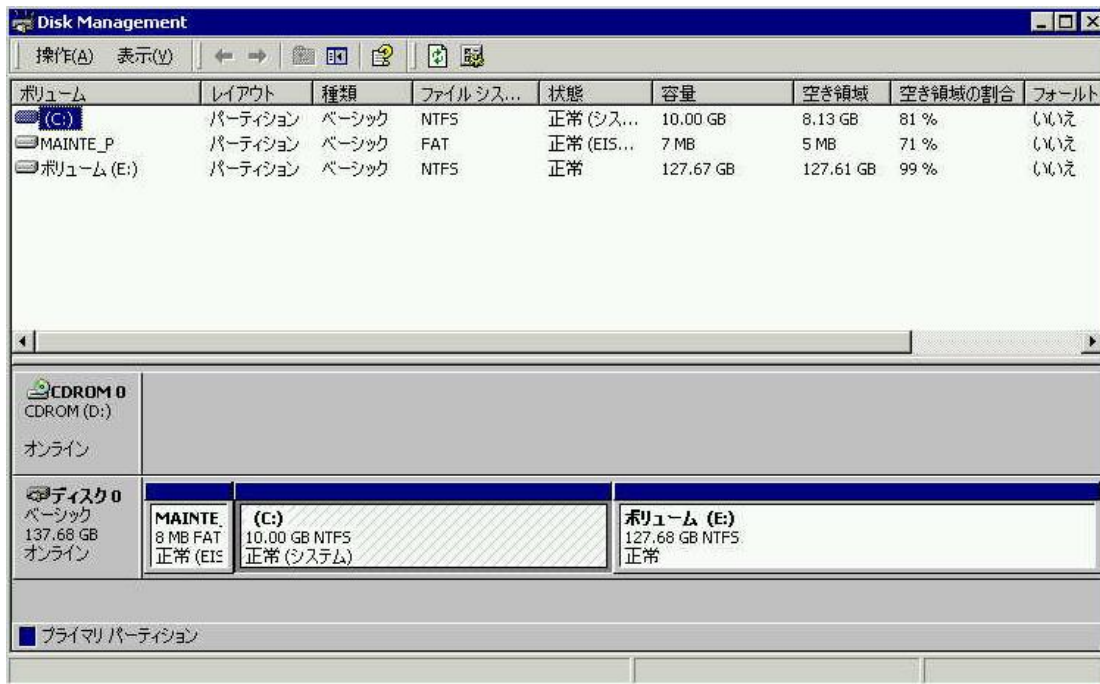 Disk Management
操作(A) 表示(V)
ボリューム レイアウト 種類 ファイル シス... 状態 容量 空き領域 空き領域の割合 フォールト
(C:) パーティション ベーシック NTFS 正常 (シス... 10.00 GB 8.13 GB 81 % いいえ
MAINTE_P パーティション ベーシック FAT 正常 (EIS... 7 MB 5 MB 71 % いいえ
ボリューム (E:) パーティション ベーシック NTFS 正常 127.67 GB 127.61 GB 99 % いいえ
CDROM 0
CDROM (D:)
オンライン
ディスク 0
ベーシック
137.68 GB
オンライン
MAINTE_
8 MB FAT
正常 (EIS
(C:)
10.00 GB NTFS
正常 (システム)
ボリューム (E:)
127.68 GB NTFS
正常
プライマリ パーティション